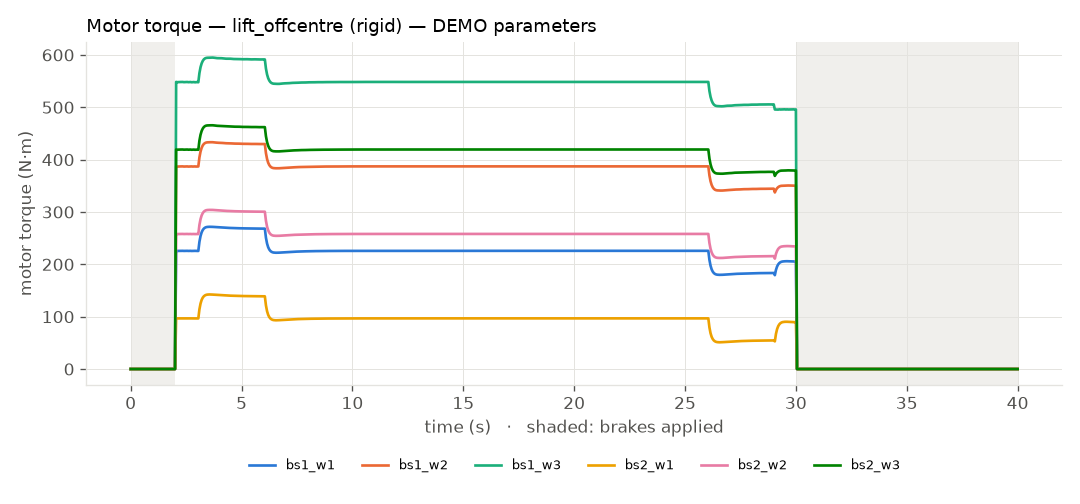 Motor torque — lift_offcentre (rigid) — DEMO parameters
motor torque (N·m)
600
500
400
300
200
100
0
0 5 10 15 20 25 30 35 40
time (s) · shaded: brakes applied
bs1_w1 bs1_w2 bs1_w3 bs2_w1 bs2_w2 bs2_w3